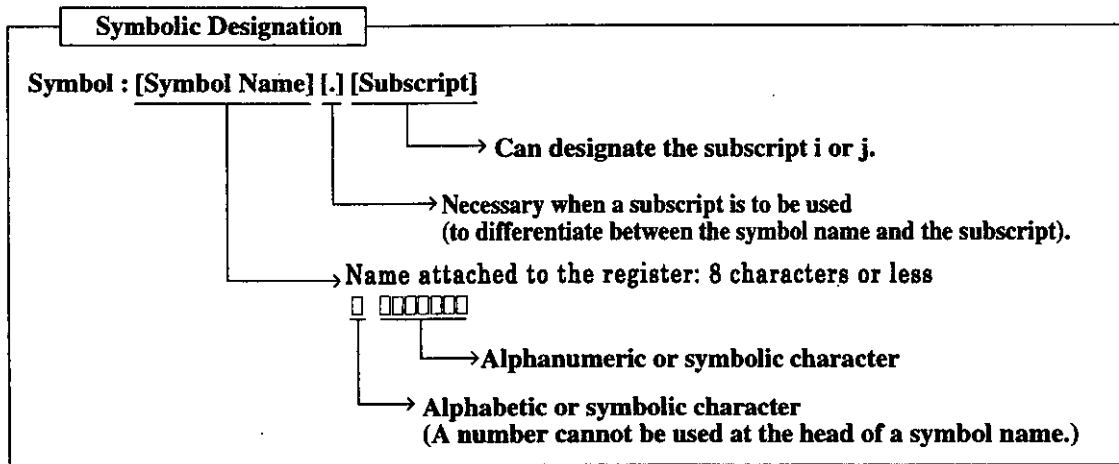 Symbolic Designation
Symbol : [Symbol Name] [.] [Subscript]
Can designate the subscript i or j.
Necessary when a subscript is to be used
(to differentiate between the symbol name and the subscript).
Name attached to the register: 8 characters or less
▯ ▯▯▯▯▯▯▯
Alphanumeric or symbolic character
Alphabetic or symbolic character
(A number cannot be used at the head of a symbol name.)